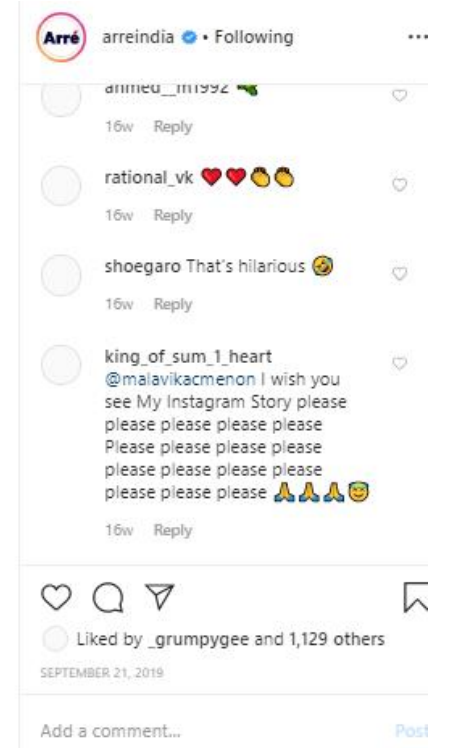 Arré arreindia • Following
ahmed__m1992
16w Reply
rational_vk
16w Reply
shoegaro That's hilarious
16w Reply
king_of_sum_1_heart
@malavikacmenon I wish you
see My Instagram Story please
please please please please
Please please please please
please please please please
please please please
16w Reply
Liked by _grumpygee and 1,129 others
SEPTEMBER 21, 2019
Add a comment... Post